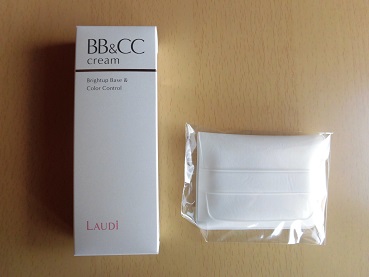 BB&CC
cream
Brightup Base &
Color Control
LAUDi